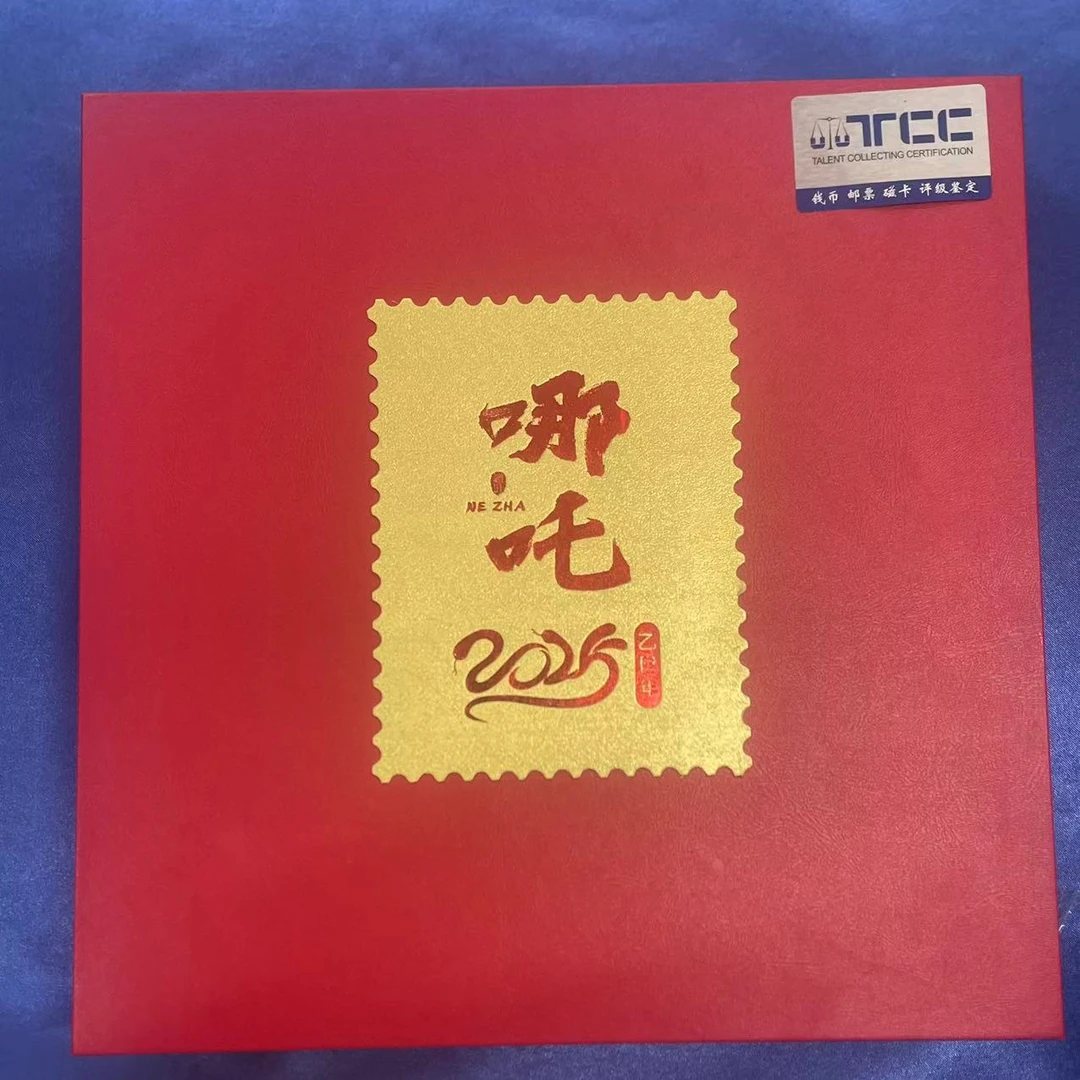 TCC
TALENT COLLECTING CERTIFICATION
钱币 邮票 磁卡 评级鉴定
哪
NE ZHA
吒
2025
乙巳年